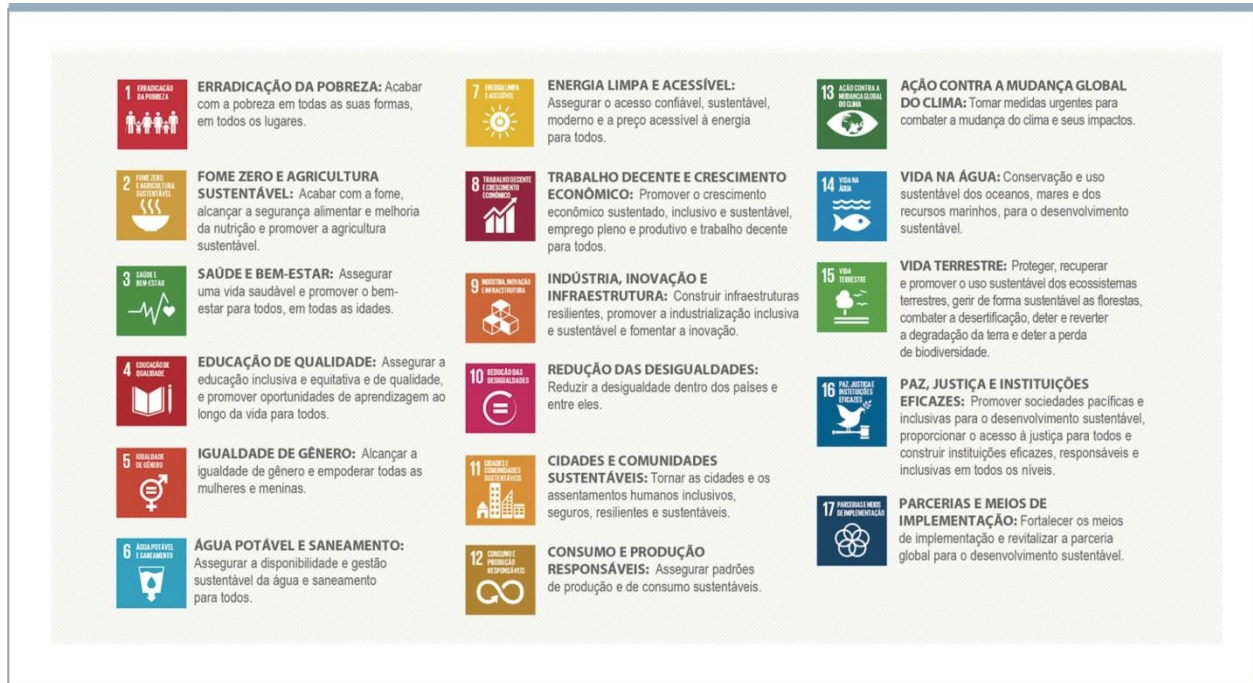 1 ERRADICAÇÃO
DA POBREZA
ERRADICAÇÃO DA POBREZA: Acabar
com a pobreza em todas as suas formas,
em todos os lugares.
2 FOME ZERO
E AGRICULTURA
SUSTENTÁVEL
FOME ZERO E AGRICULTURA
SUSTENTÁVEL: Acabar com a fome,
alcançar a segurança alimentar e melhoria
da nutrição e promover a agricultura
sustentável.
3 SAÚDE E
BEM-ESTAR
SAÚDE E BEM-ESTAR: Assegurar
uma vida saudável e promover o bem-
estar para todos, em todas as idades.
4 EDUCAÇÃO DE
QUALIDADE
EDUCAÇÃO DE QUALIDADE: Assegurar a
educação inclusiva e equitativa e de qualidade,
e promover oportunidades de aprendizagem ao
longo da vida para todos.
5 IGUALDADE
DE GÊNERO
IGUALDADE DE GÊNERO: Alcançar a
igualdade de gênero e empoderar todas as
mulheres e meninas.
6 ÁGUA POTÁVEL
E SANEAMENTO
ÁGUA POTÁVEL E SANEAMENTO:
Assegurar a disponibilidade e gestão
sustentável da água e saneamento
para todos.
7 ENERGIA LIMPA
E ACESSÍVEL
ENERGIA LIMPA E ACESSÍVEL:
Assegurar o acesso confiável, sustentável,
moderno e a preço acessível à energia
para todos.
8 TRABALHO DECENTE
E CRESCIMENTO
ECONÔMICO
TRABALHO DECENTE E CRESCIMENTO
ECONÔMICO: Promover o crescimento
econômico sustentado, inclusivo e sustentável,
emprego pleno e produtivo e trabalho decente
para todos.
9 INDÚSTRIA, INOVAÇÃO
E INFRAESTRUTURA
INDÚSTRIA, INOVAÇÃO E
INFRAESTRUTURA: Construir infraestruturas
resilientes, promover a industrialização inclusiva
e sustentável e fomentar a inovação.
10 REDUÇÃO DAS
DESIGUALDADES
REDUÇÃO DAS DESIGUALDADES:
Reduzir a desigualdade dentro dos países e
entre eles.
11 CIDADES E
COMUNIDADES
SUSTENTÁVEIS
CIDADES E COMUNIDADES
SUSTENTÁVEIS: Tornar as cidades e os
assentamentos humanos inclusivos,
seguros, resilientes e sustentáveis.
12 CONSUMO E
PRODUÇÃO
RESPONSÁVEIS
CONSUMO E PRODUÇÃO
RESPONSÁVEIS: Assegurar padrões
de produção e de consumo sustentáveis.
13 AÇÃO CONTRA A
MUDANÇA GLOBAL
DO CLIMA
AÇÃO CONTRA A MUDANÇA GLOBAL
DO CLIMA: Tomar medidas urgentes para
combater a mudança do clima e seus impactos.
14 VIDA NA
ÁGUA
VIDA NA ÁGUA: Conservação e uso
sustentável dos oceanos, mares e dos
recursos marinhos, para o desenvolvimento
sustentável.
15 VIDA
TERRESTRE
VIDA TERRESTRE: Proteger, recuperar
e promover o uso sustentável dos ecossistemas
terrestres, gerir de forma sustentável as florestas,
combater a desertificação, deter e reverter
a degradação da terra e deter a perda
de biodiversidade.
16 PAZ, JUSTIÇA E
INSTITUIÇÕES
EFICAZES
PAZ, JUSTIÇA E INSTITUIÇÕES
EFICAZES: Promover sociedades pacíficas e
inclusivas para o desenvolvimento sustentável,
proporcionar o acesso à justiça para todos e
construir instituições eficazes, responsáveis e
inclusivas em todos os níveis.
17 PARCERIAS E MEIOS
DE IMPLEMENTAÇÃO
PARCERIAS E MEIOS DE
IMPLEMENTAÇÃO: Fortalecer os meios
de implementação e revitalizar a parceria
global para o desenvolvimento sustentável.